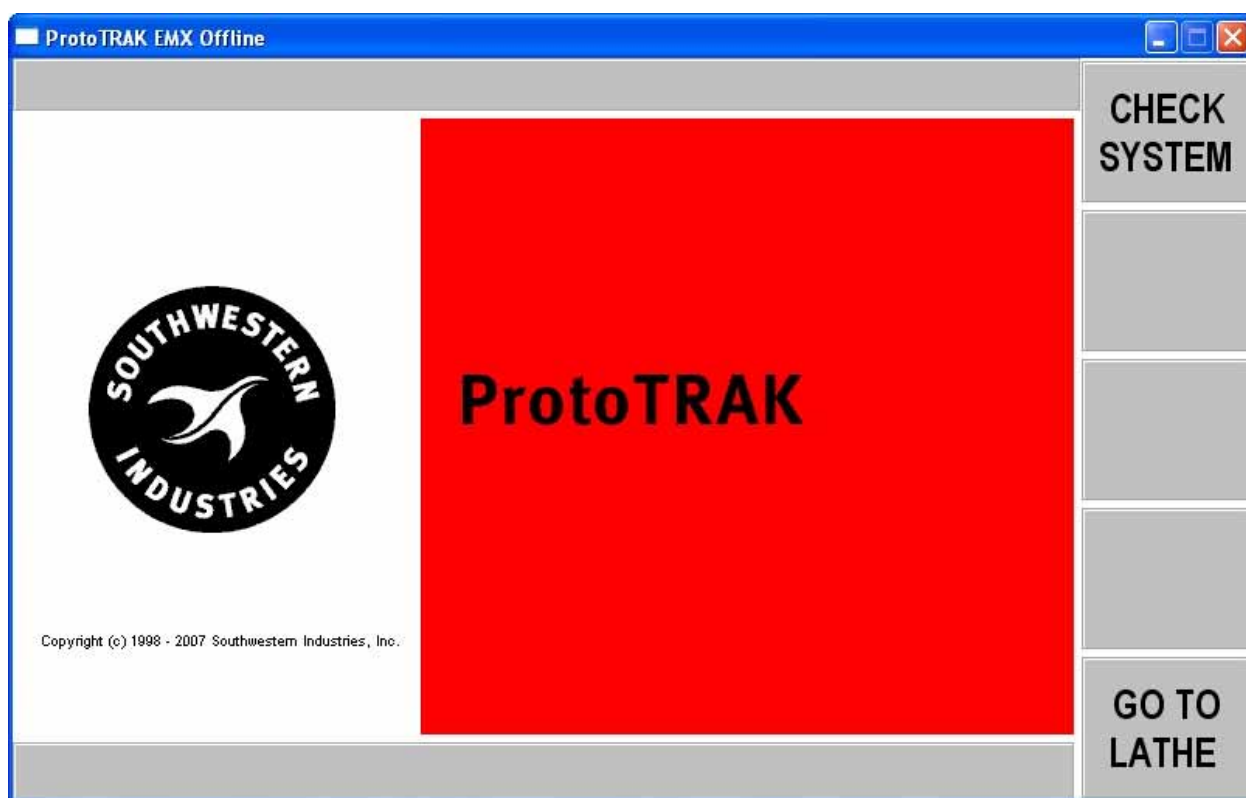 ProtoTRAK EMX Offline
CHECK
SYSTEM
SOUTHWESTERN
INDUSTRIES
ProtoTRAK
Copyright (c) 1998 - 2007 Southwestern Industries, Inc.
GO TO
LATHE